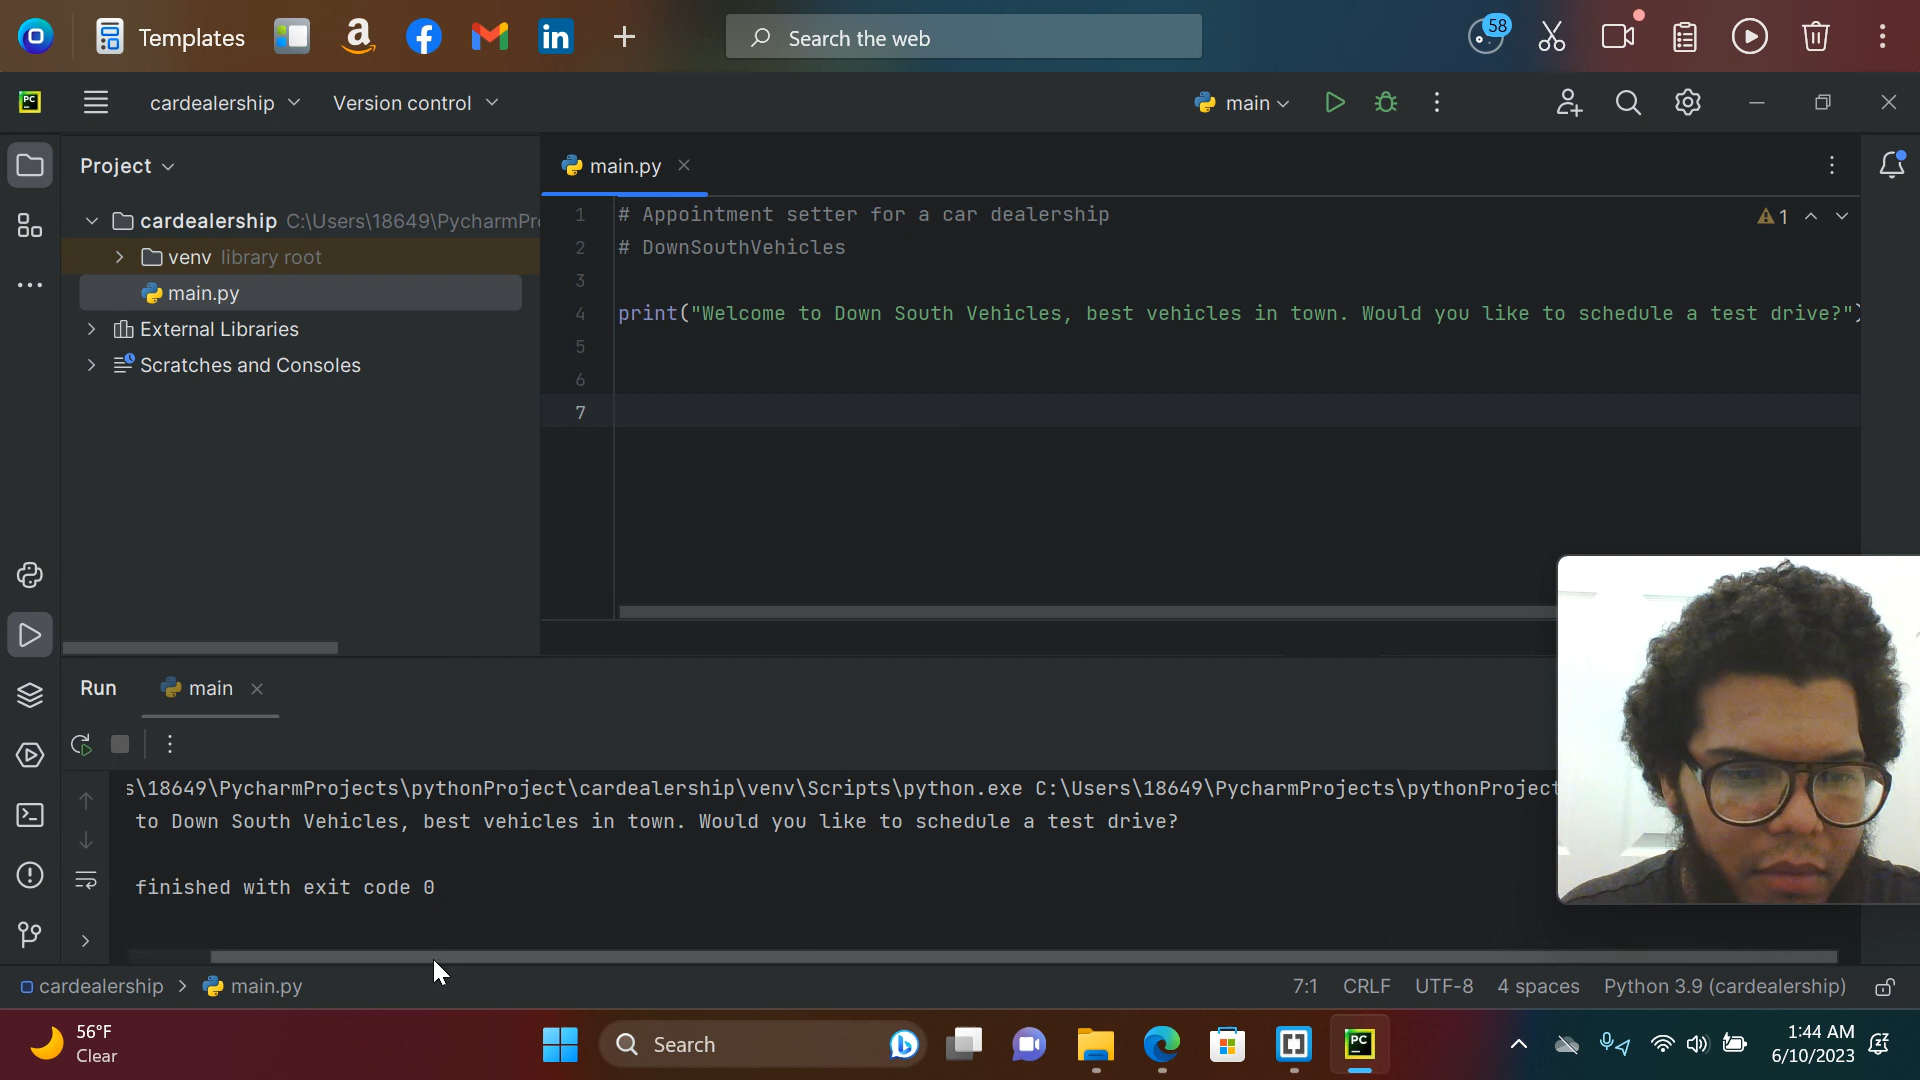 Templates
Search the web
58
PC
cardealership
Version control
main
Project
main.py
cardealership C:\Users\18649\PycharmPr
venv library root
main.py
External Libraries
Scratches and Consoles
1 # Appointment setter for a car dealership
1
2 # DownSouthVehicles
3
4 print("Welcome to Down South Vehicles, best vehicles in town. Would you like to schedule a test drive?")
5
6
7
Run
main
s\18649\PycharmProjects\pythonProject\cardealership\venv\Scripts\python.exe C:\Users\18649\PycharmProjects\pythonProject
to Down South Vehicles, best vehicles in town. Would you like to schedule a test drive?
finished with exit code 0
cardealership > main.py
7:1 CRLF UTF-8 4 spaces Python 3.9 (cardealership)
56°F
Clear
Search
PC
1:44 AM
6/10/2023